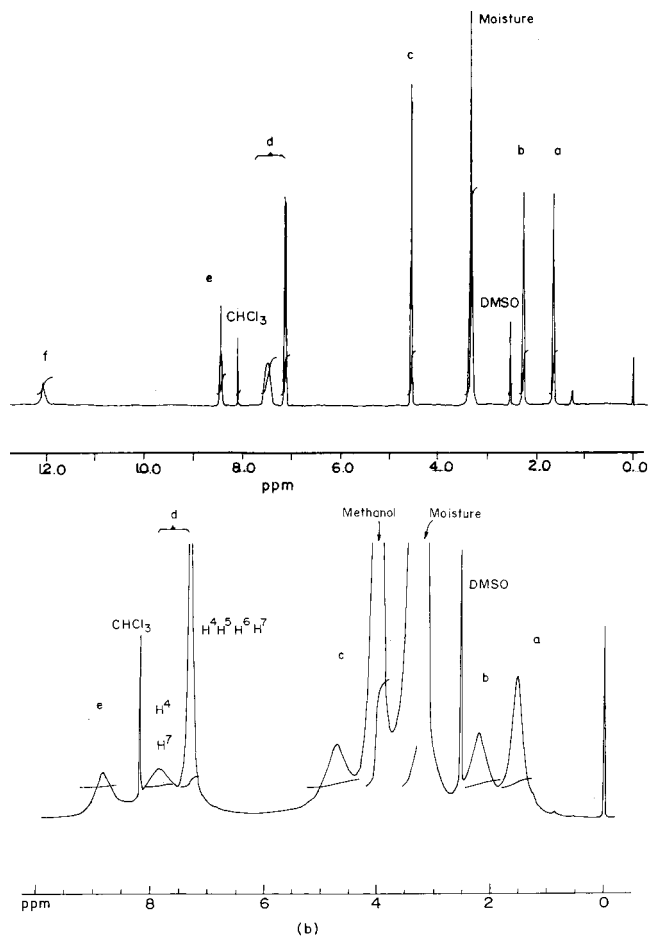 Moisture
c
d
b
a
e
CHCl3
DMSO
f
12.0 10.0 8.0 6.0 4.0 2.0 0.0
ppm
d
Methanol
Moisture
CHCl3
DMSO
H4H5H6H7
c
a
b
e
H4
H7
ppm 8 6 4 2 0
(b)